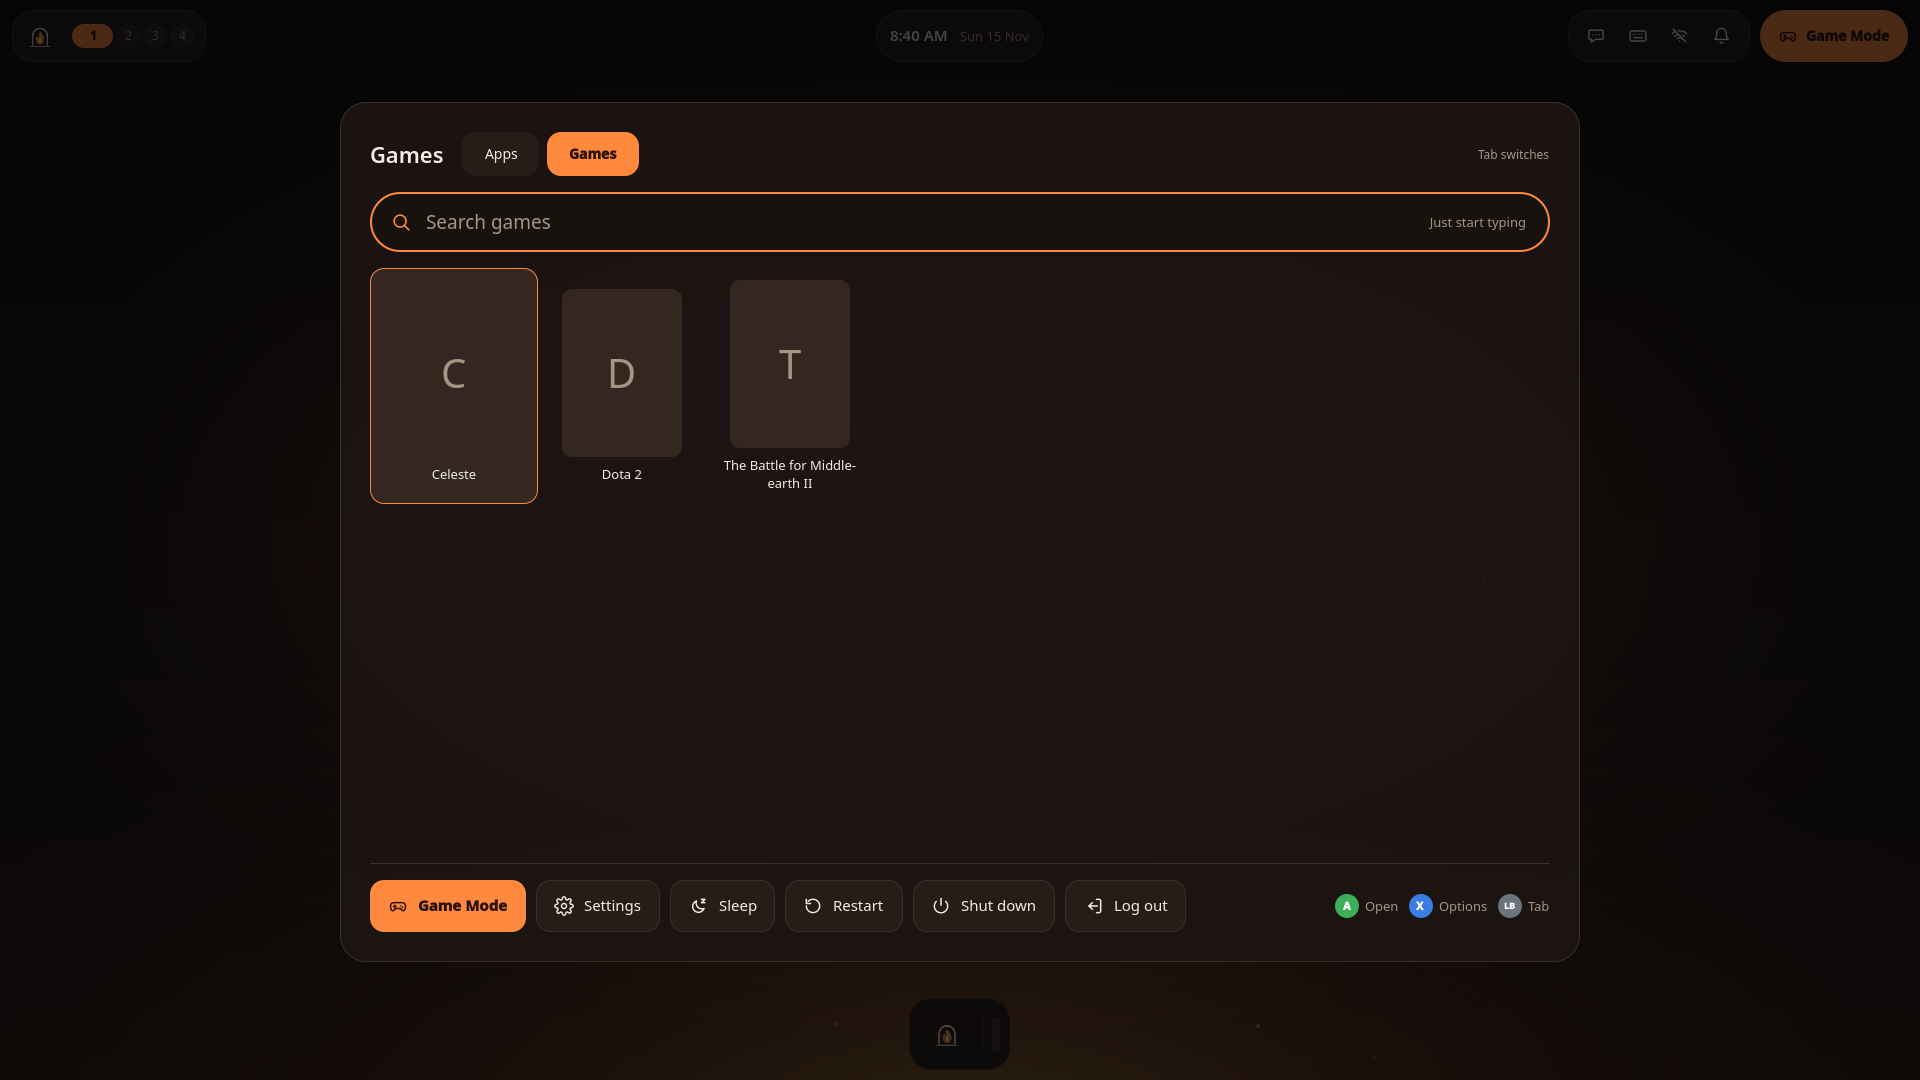 1 2 3 4
8:40 AM Sun 15 Nov
Game Mode
Games Apps Games Tab switches
Search games Just start typing
C
Celeste
D
Dota 2
T
The Battle for Middle-
earth II
Game Mode Settings Sleep Restart Shut down Log out A Open X Options LB Tab